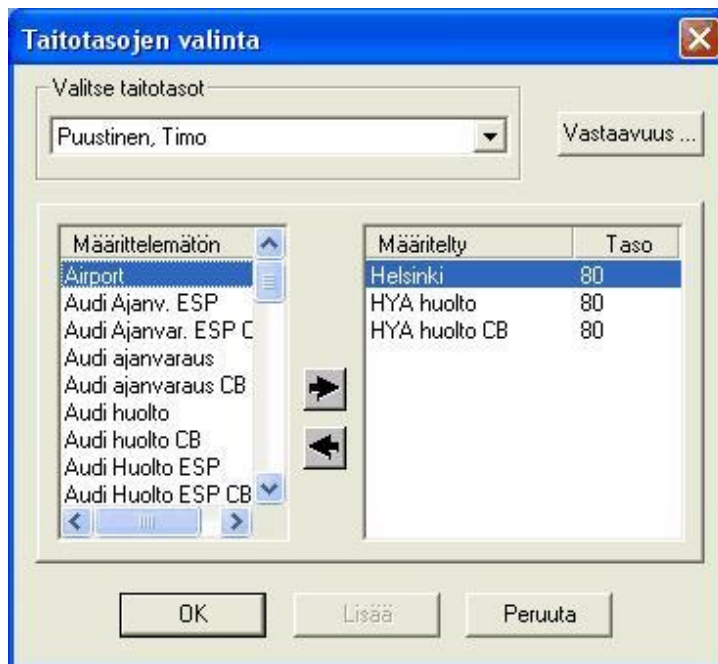 Taitotasojen valinta
Valitse taitotasot
Puustinen, Timo
Vastaavuus ...
Määrittelemätön
Airport
Audi Ajanv. ESP
Audi Ajanvar. ESP C
Audi ajanvaraus
Audi ajanvaraus CB
Audi huolto
Audi huolto CB
Audi Huolto ESP
Audi Huolto ESP CB
Määritelty Taso
Helsinki 80
HYA huolto 80
HYA huolto CB 80
OK Lisää Peruuta